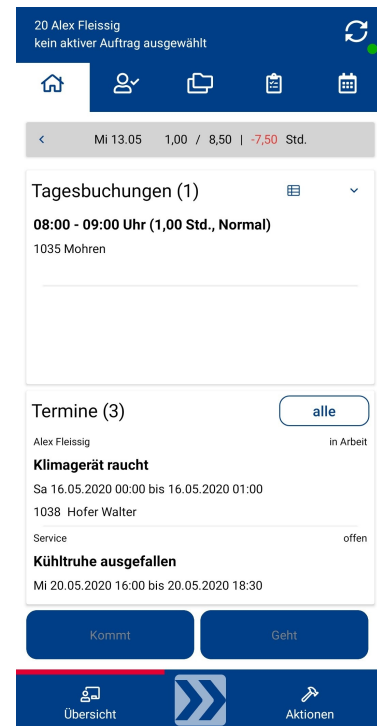 20 Alex Fleissig
kein aktiver Auftrag ausgewählt
Mi 13.05 1,00 / 8,50 | -7,50 Std.
Tagesbuchungen (1)
08:00 - 09:00 Uhr (1,00 Std., Normal)
1035 Mohren
Termine (3)
alle
Alex Fleissig in Arbeit
Klimagerät raucht
Sa 16.05.2020 00:00 bis 16.05.2020 01:00
1038 Hofer Walter
Service offen
Kühltruhe ausgefallen
Mi 20.05.2020 16:00 bis 20.05.2020 18:30
Kommt Geht
Übersicht Aktionen